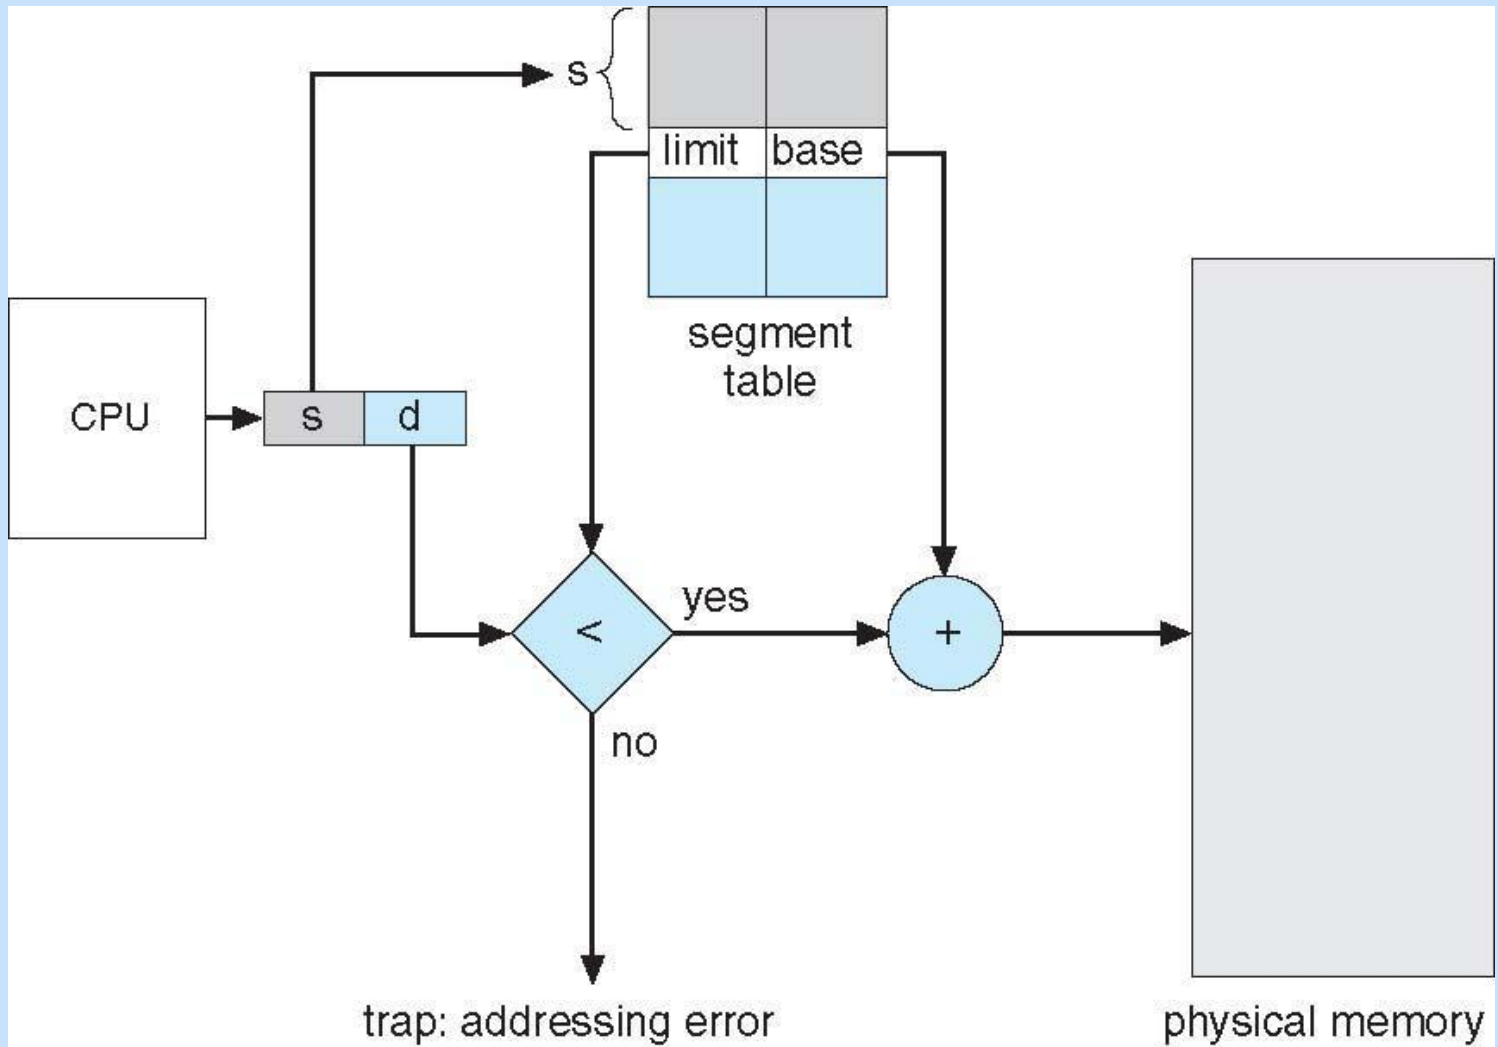 s
limit base
segment
table
CPU
s d
<
yes
+
no
trap: addressing error
physical memory